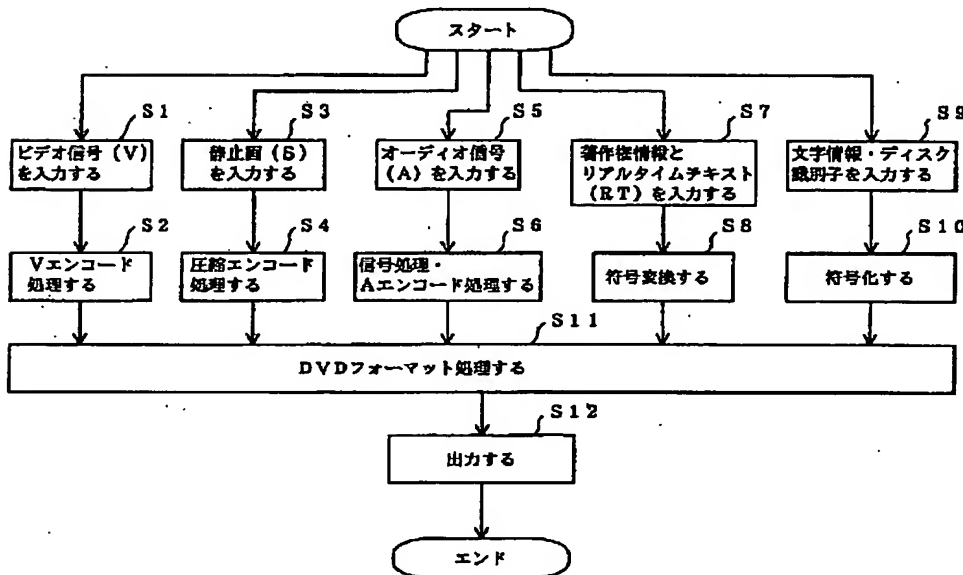 スタート
S1
ビデオ信号(V)
を入力する
S3
静止画(S)
を入力する
S5
オーディオ信号
(A)を入力する
S7
著作権情報と
リアルタイムテキスト
(RT)を入力する
S9
文字情報・ディスク
識別子を入力する
S2
Vエンコード
処理する
S4
圧縮エンコード
処理する
S6
信号処理・
Aエンコード処理する
S8
符号変換する
S10
符号化する
S11
DVDフォーマット処理する
S12
出力する
エンド